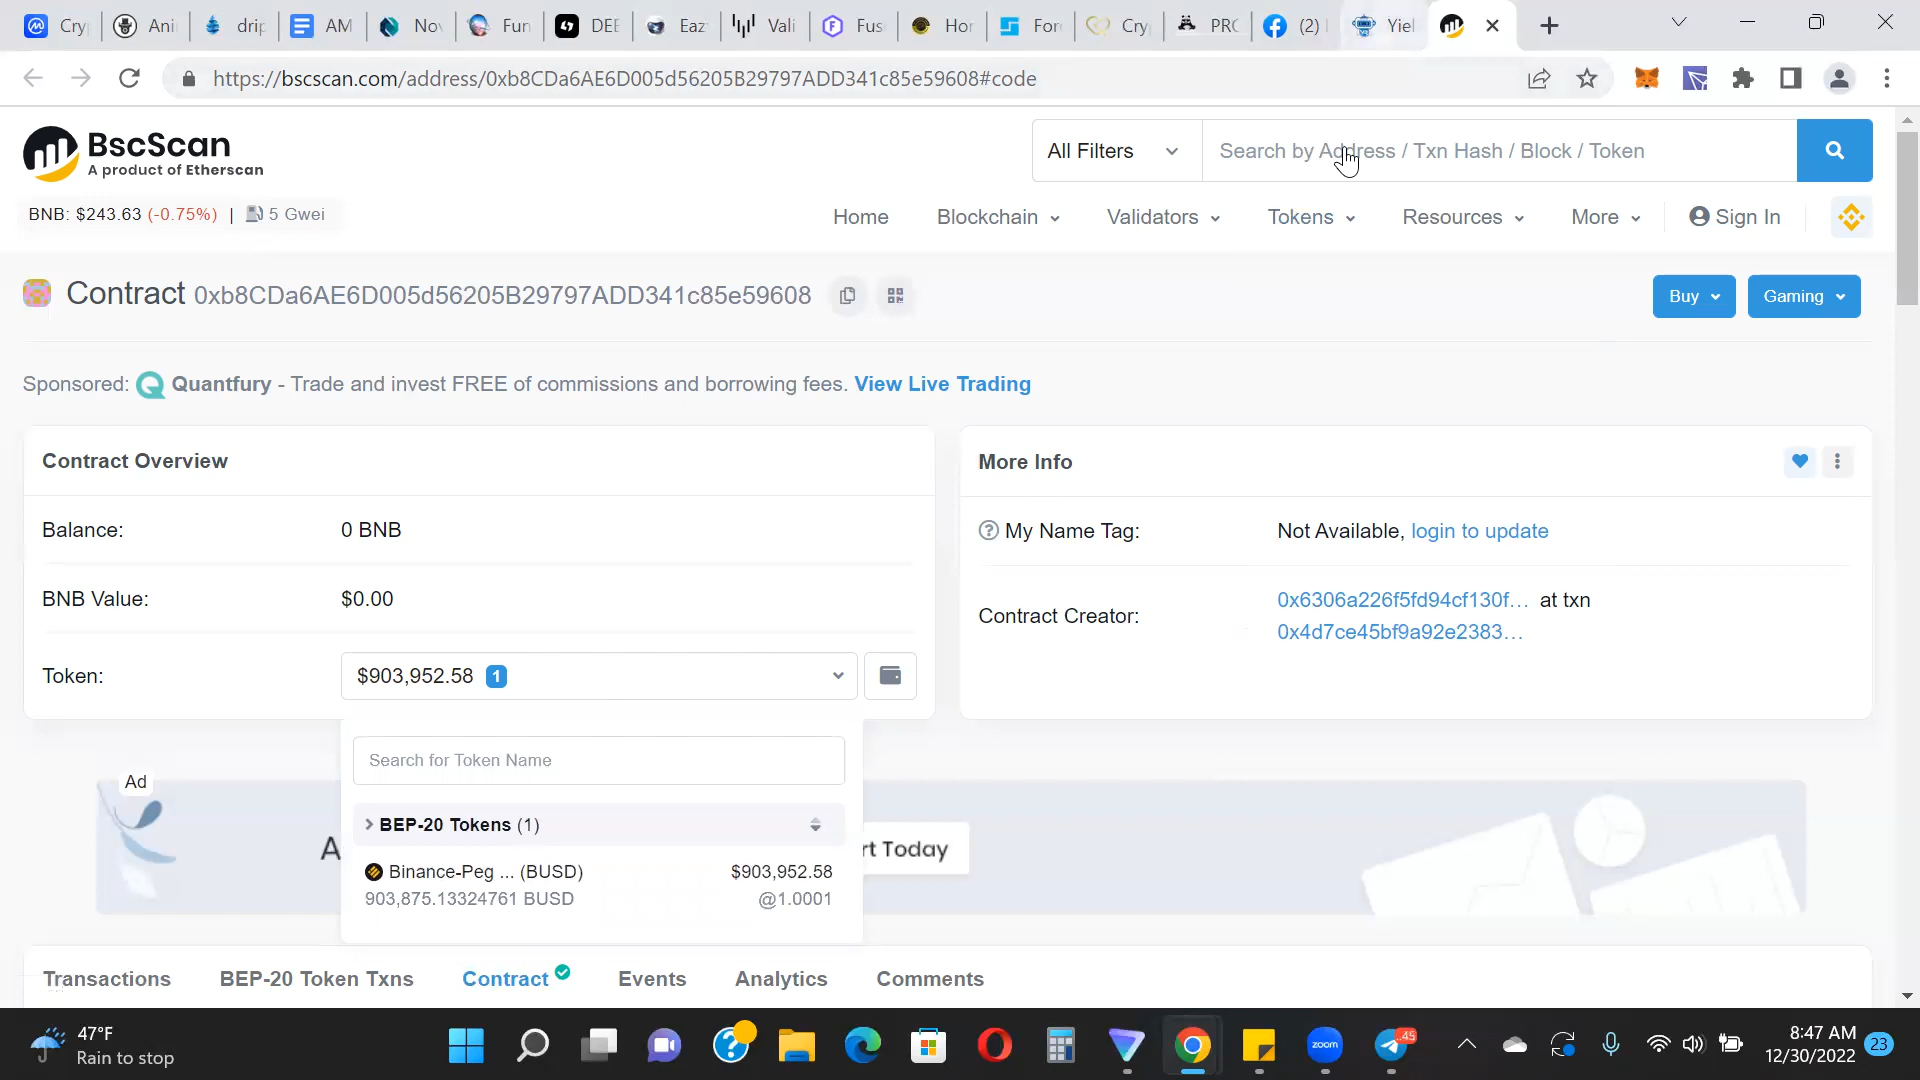 Cry
Ani
drip
AM
Nov
Fun
DEE
Eaz
Vali
Fus
Hor
For
Cry
PRO
(2)
Yiel
https://bscscan.com/address/0xb8CDa6AE6D005d56205B29797ADD341c85e59608#code
BscScan
A product of Etherscan
All Filters
Search by Address / Txn Hash / Block / Token
BNB: $243.63 (-0.75%) | 5 Gwei
Home
Blockchain
Validators
Tokens
Resources
More
Sign In
Contract 0xb8CDa6AE6D005d56205B29797ADD341c85e59608
Buy
Gaming
Sponsored: Quantfury - Trade and invest FREE of commissions and borrowing fees. View Live Trading
Contract Overview
Balance: 0 BNB
BNB Value: $0.00
Token: $903,952.58 1
Search for Token Name
BEP-20 Tokens (1)
Binance-Peg ... (BUSD) $903,952.58
903,875.13324761 BUSD @1.0001
More Info
My Name Tag: Not Available, login to update
Contract Creator: 0x6306a226f5fd94cf130f... at txn
0x4d7ce45bf9a92e2383...
Ad
A
rt Today
Transactions
BEP-20 Token Txns
Contract
Events
Analytics
Comments
47°F
Rain to stop
zoom
45
8:47 AM
12/30/2022
23